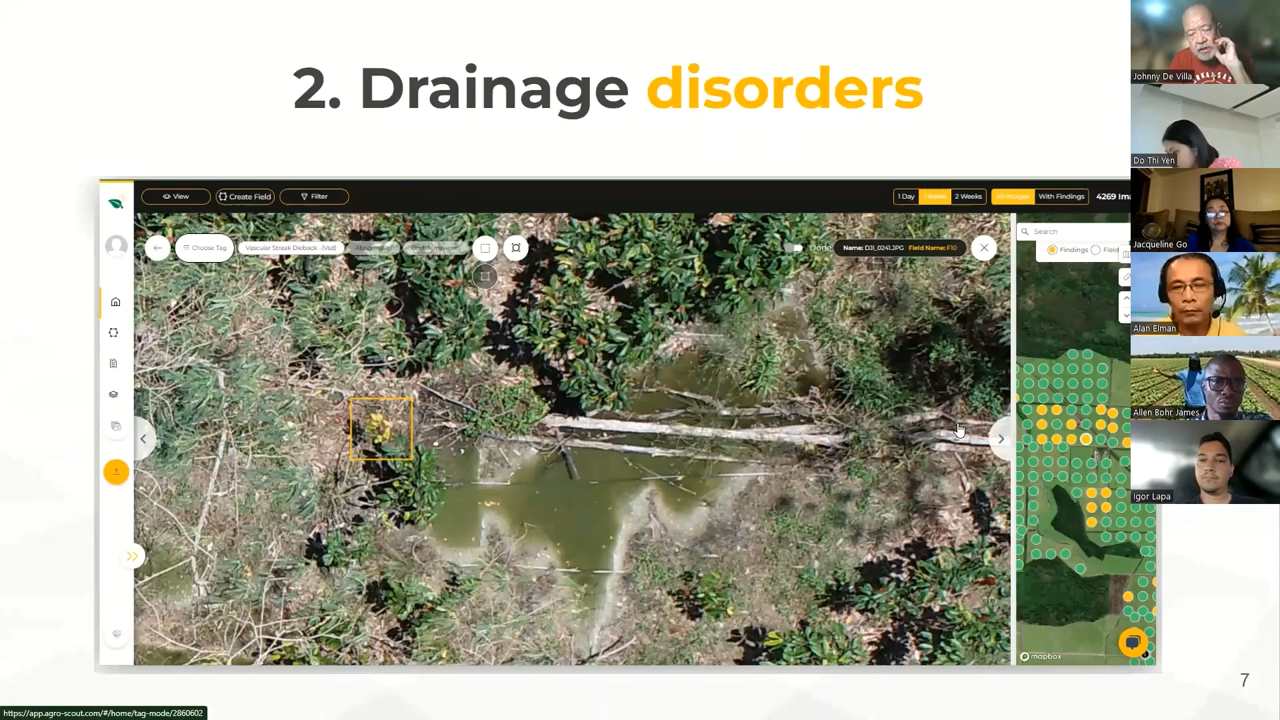 2. Drainage disorders
View
Create Field
Filter
1 Day
2 Weeks
With Findings
4269 Ima
Choose Tag
Vascular Streak Dieback (Vsd)
Done
Name: DJI_0241.JPG Field Name: F10
Search
Findings
Field
mapbox
Johnny De Villa
Do Thi Yen
Jacqueline Go
Alan Elman
Allen Bohr James
Igor Lapa
7
https://app.agro-scout.com/#/home/tag-mode/2860602